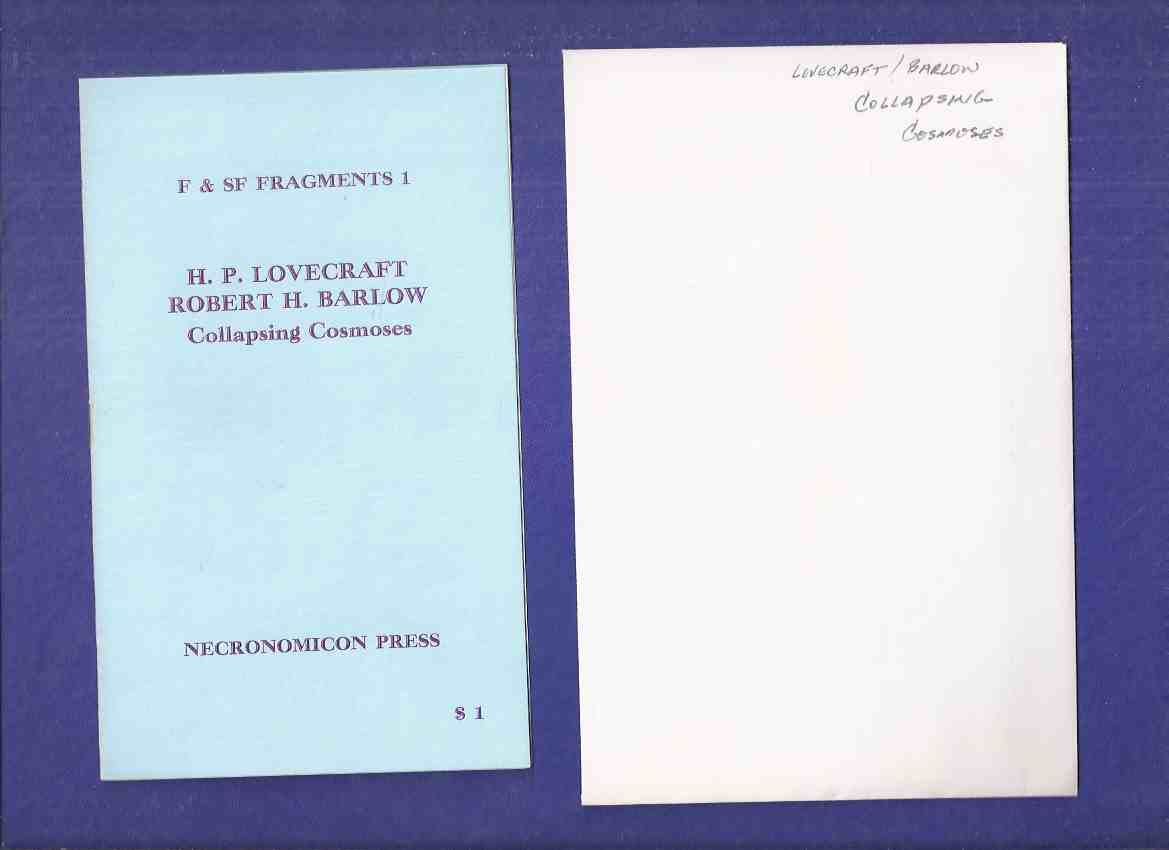 F & SF FRAGMENTS 1
H. P. LOVECRAFT
ROBERT H. BARLOW
Collapsing Cosmoses
NECRONOMICON PRESS
$ 1
LOVECRAFT / BARLOW
COLLAPSING
COSMOSES